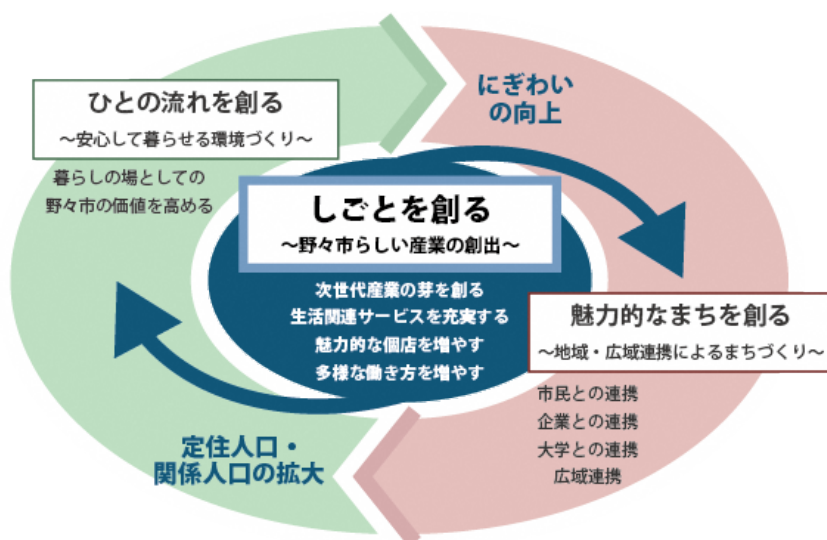 ひとの流れを創る
～安心して暮らせる環境づくり～
暮らしの場としての
野々市の価値を高める
にぎわい
の向上
しごとを創る
～野々市らしい産業の創出～
次世代産業の芽を創る
生活関連サービスを充実する
魅力的な個店を増やす
多様な働き方を増やす
魅力的なまちを創る
～地域・広域連携によるまちづくり～
市民との連携
企業との連携
大学との連携
広域連携
定住人口・
関係人口の拡大